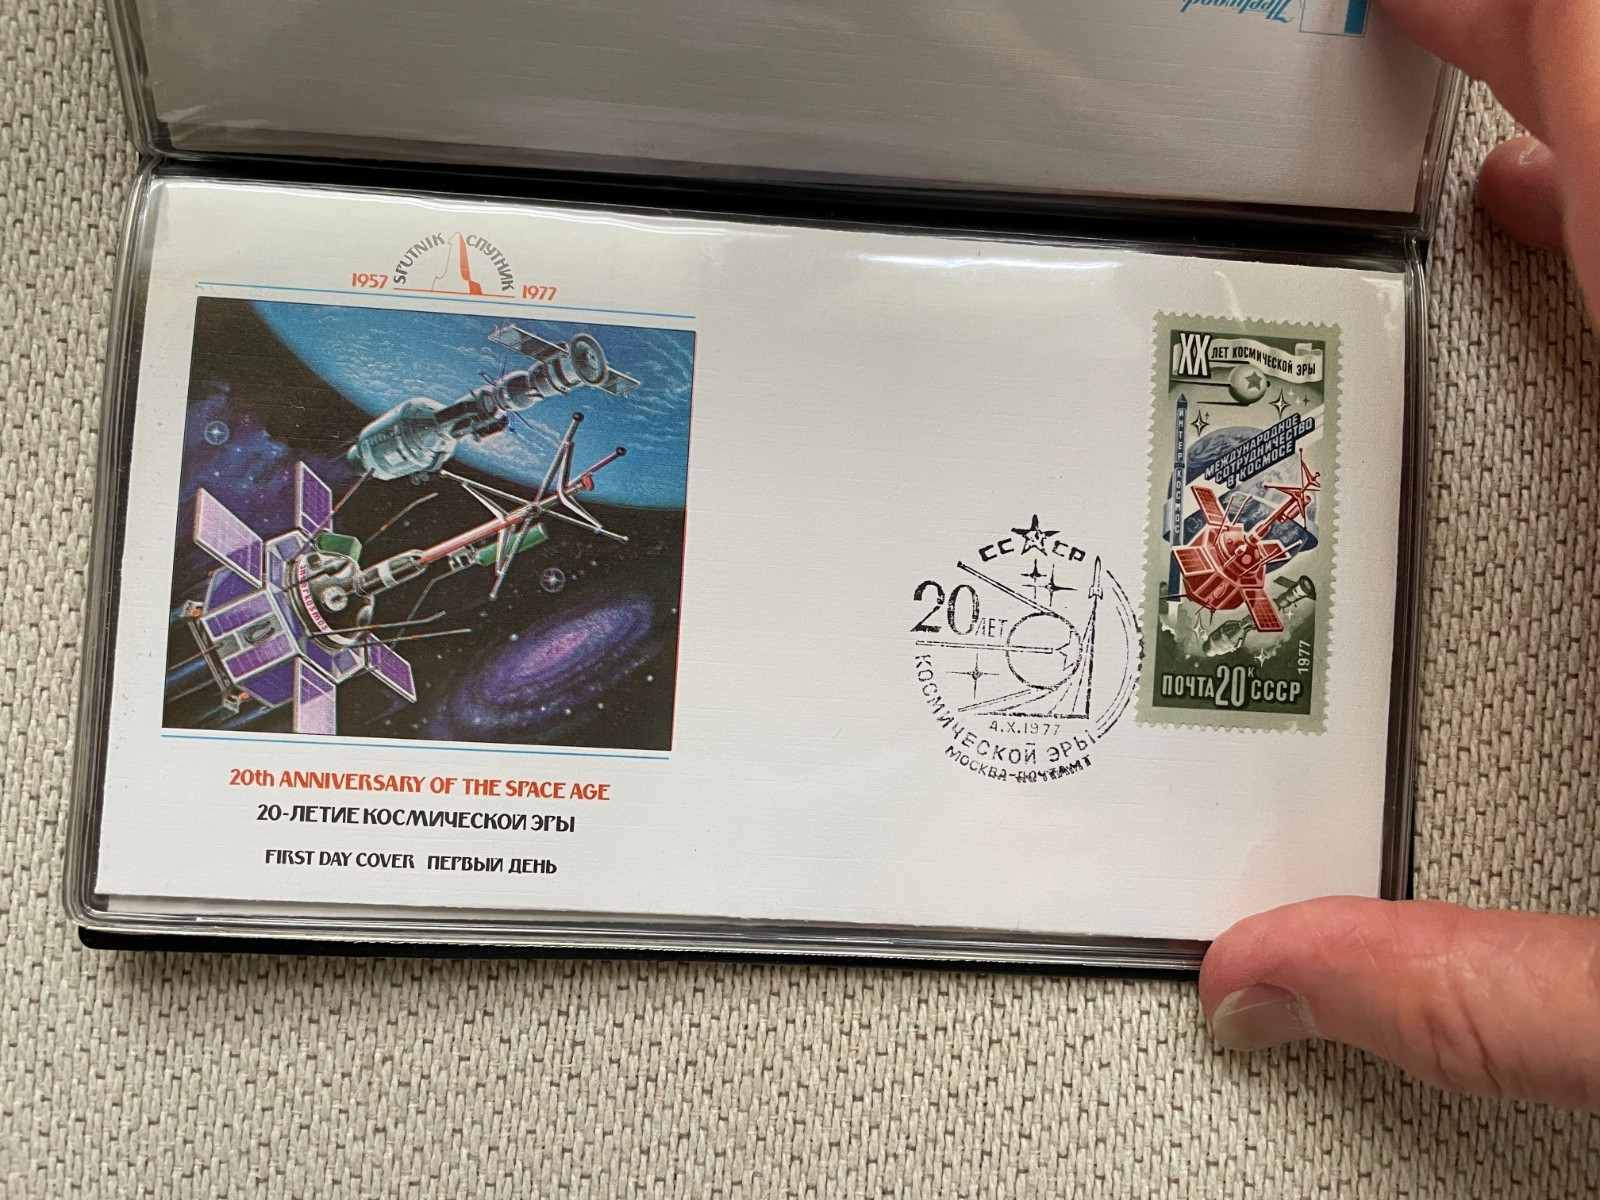 Fleetwood
SPUTNIK СПУТНИК
1957 1977
интеркосмос
20th ANNIVERSARY OF THE SPACE AGE
20-ЛЕТИЕ КОСМИЧЕСКОЙ ЭРЫ
FIRST DAY COVER ПЕРВЫЙ ДЕНЬ
СССР
20 ЛЕТ
КОСМИЧЕСКОЙ ЭРЫ
4.X.1977
МОСКВА-ПОЧТАМТ
XX ЛЕТ КОСМИЧЕСКОЙ ЭРЫ
ИНТЕРКОСМОС
МЕЖДУНАРОДНОЕ
СОТРУДНИЧЕСТВО
В КОСМОСЕ
1977
ПОЧТА 20К СССР